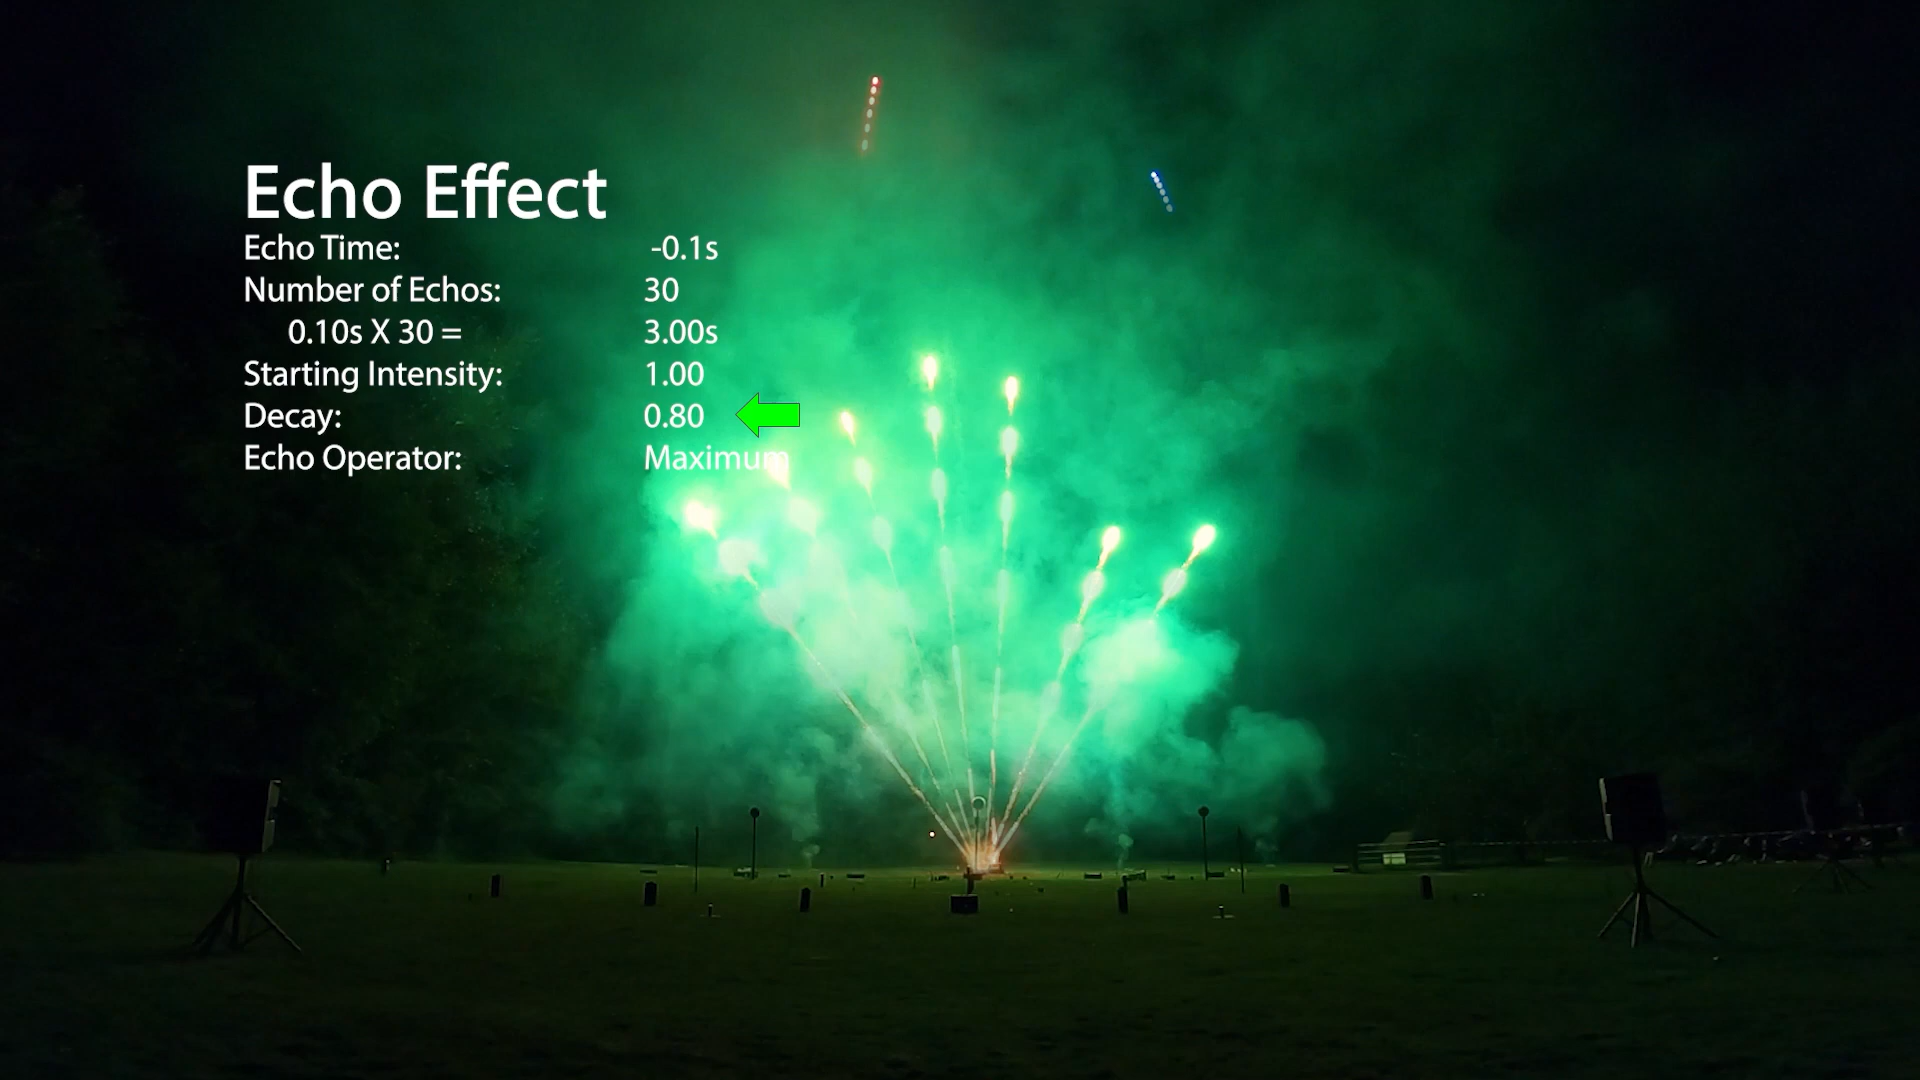 Echo Effect
Echo Time: -0.1s
Number of Echos: 30
0.10s X 30 = 3.00s
Starting Intensity: 1.00
Decay: 0.80
Echo Operator: Maximum